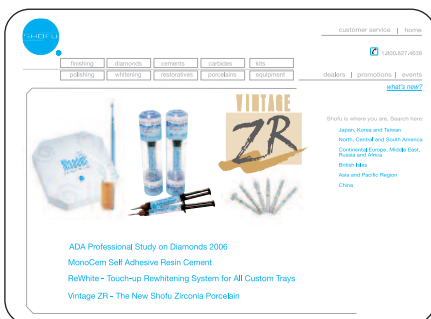 SHOFU
customer service | home
1.800.827.4638
finishing diamonds cements carbides kits
polishing whitening restoratives porcelains equipment
dealers | promotions | events
what's new?
VINTAGE
ZR
Shofu is where you are, Search here:
Japan, Korea and Taiwan
North, Central and South America
Continental Europe, Middle East,
Russia and Africa
British Isles
Asia and Pacific Region
China
ADA Professional Study on Diamonds 2006
MonoCem Self Adhesive Resin Cement
ReWhite - Touch-up Rewhitening System for All Custom Trays
Vintage ZR - The New Shofu Zirconia Porcelain